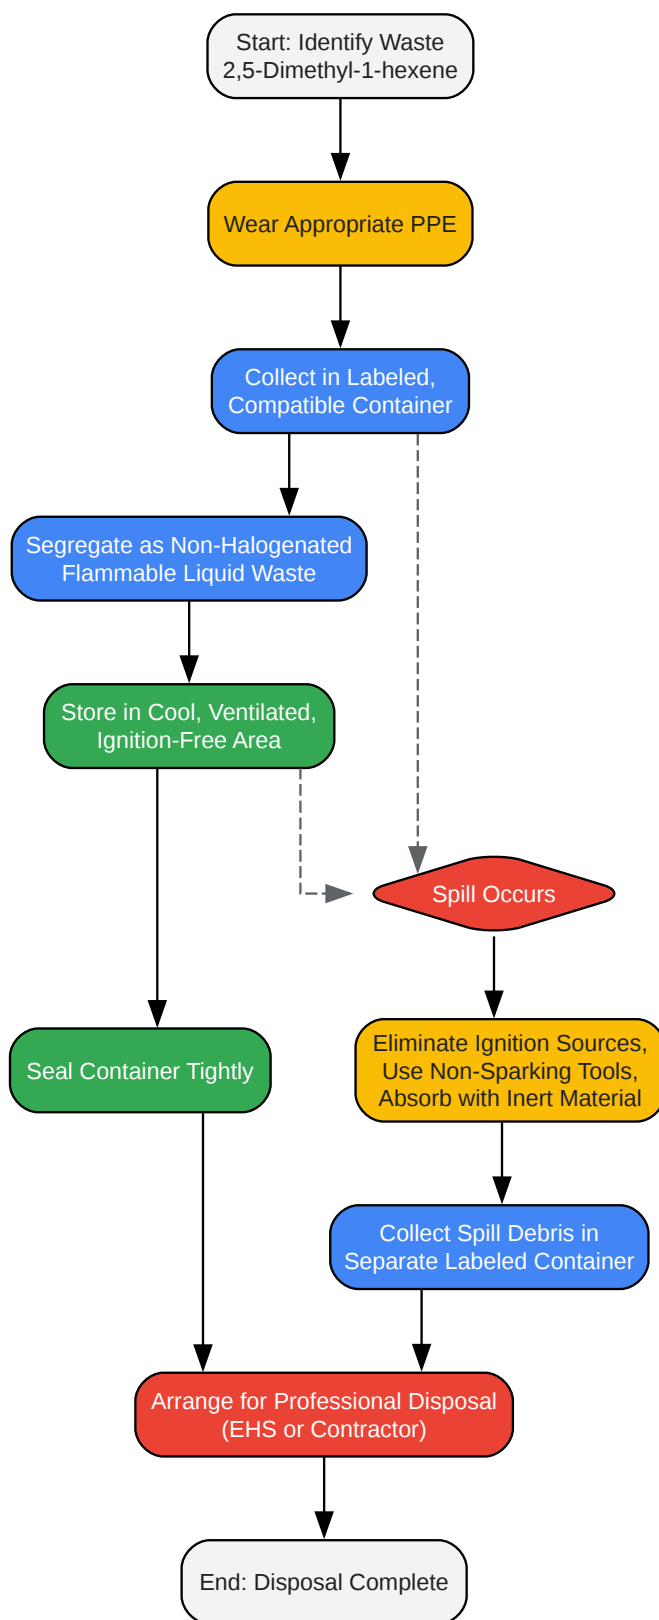 Start: Identify Waste
2,5-Dimethyl-1-hexene
Wear Appropriate PPE
Collect in Labeled,
Compatible Container
Segregate as Non-Halogenated
Flammable Liquid Waste
Store in Cool, Ventilated,
Ignition-Free Area
Spill Occurs
Seal Container Tightly
Eliminate Ignition Sources,
Use Non-Sparking Tools,
Absorb with Inert Material
Collect Spill Debris in
Separate Labeled Container
Arrange for Professional Disposal
(EHS or Contractor)
End: Disposal Complete